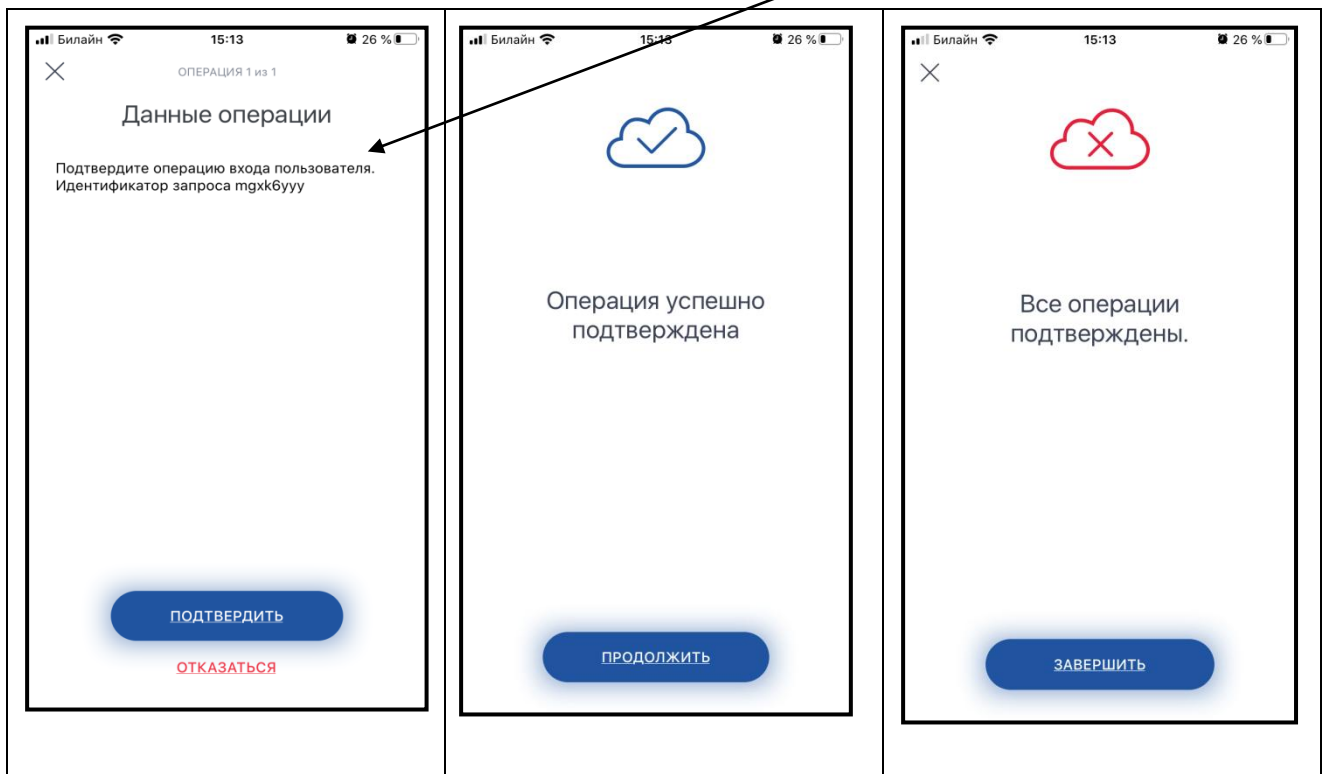 Билайн 15:13 26 %
ОПЕРАЦИЯ 1 из 1
Данные операции
Подтвердите операцию входа пользователя.
Идентификатор запроса mgxk6yyy
ПОДТВЕРДИТЬ
ОТКАЗАТЬСЯ
Билайн 15:13 26 %
Операция успешно
подтверждена
ПРОДОЛЖИТЬ
Билайн 15:13 26 %
Все операции
подтверждены.
ЗАВЕРШИТЬ